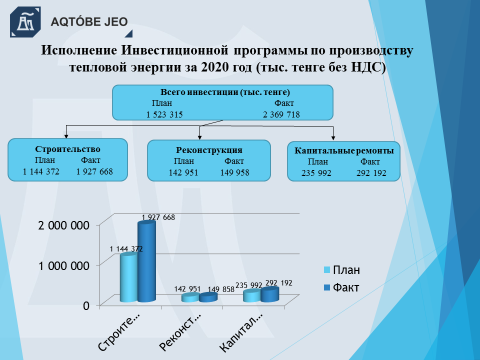 AQTÓBE JEO
Исполнение Инвестиционной программы по производству
тепловой энергии за 2020 год (тыс. тенге без НДС)
Всего инвестиции (тыс. тенге)
План Факт
1 523 315 2 369 718
Строительство
План Факт
1 144 372 1 927 668
Реконструкция
План Факт
142 951 149 958
Капитальные ремонты
План Факт
235 992 292 192
2 000 000
1 000 000
0
1 144 372
1 927 668
142 951
149 858
235 992
292 192
Строите...
Реконст...
Капитал...
План
Факт